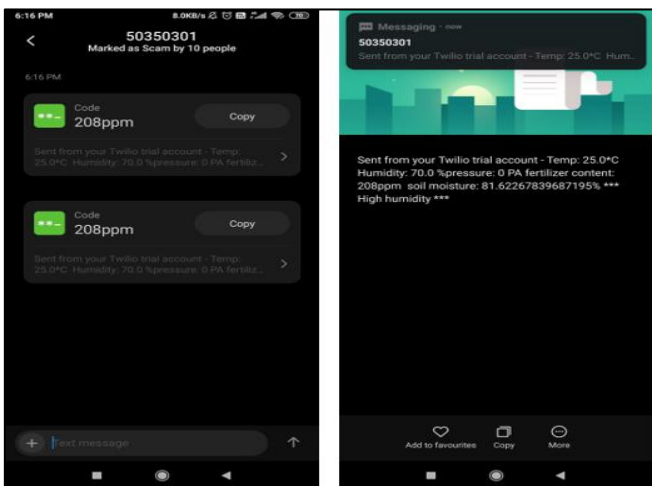 6:16 PM
8.0KB/s
70
50350301
Marked as Scam by 10 people
6:16 PM
Code
208ppm
Copy
Sent from your Twilio trial account - Temp:
25.0*C Humidity: 70.0 %pressure: 0 PA fertiliz...
Code
208ppm
Copy
Sent from your Twilio trial account - Temp:
25.0*C Humidity: 70.0 %pressure: 0 PA fertiliz...
Text message
Messaging · now
50350301
Sent from your Twilio trial account - Temp: 25.0*C Hum..
Sent from your Twilio trial account - Temp: 25.0*C
Humidity: 70.0 %pressure: 0 PA fertilizer content:
208ppm soil moisture: 81.62267839687195% ***
High humidity ***
Add to favourites
Copy
More